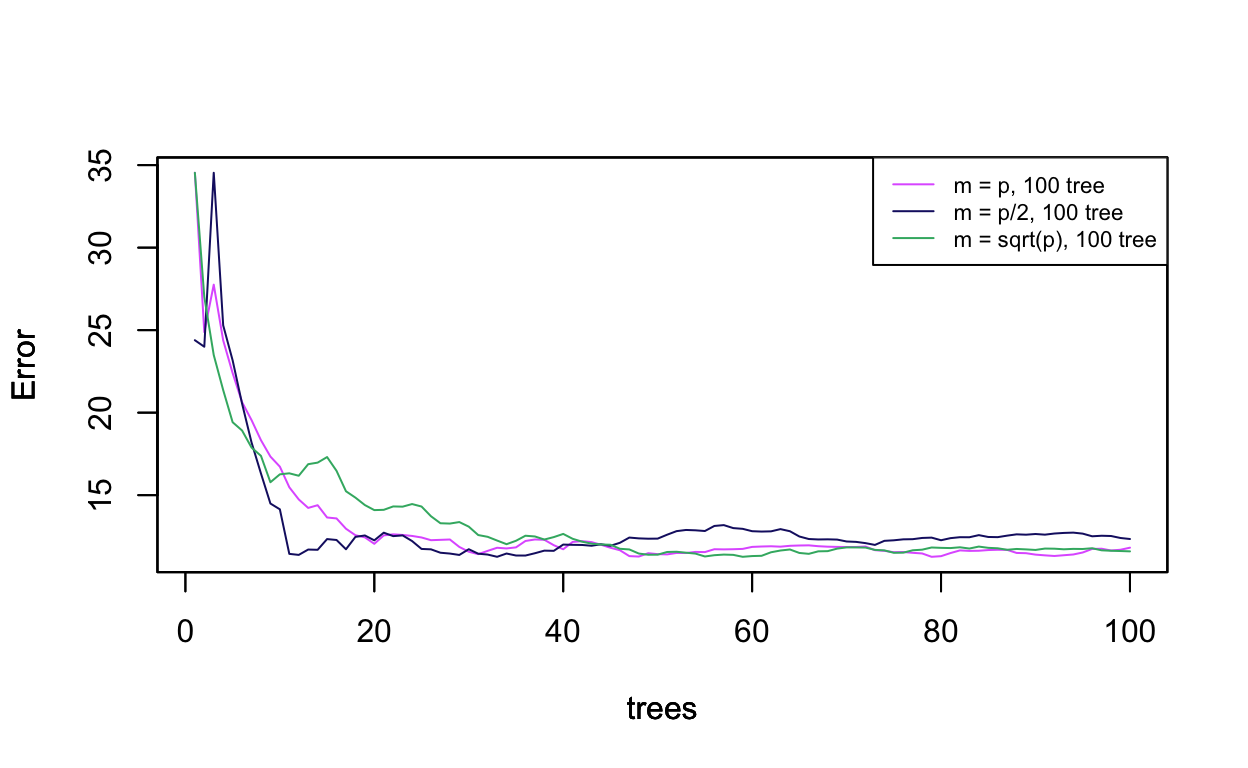 35
30
25
20
15
Error
m = p, 100 tree
m = p/2, 100 tree
m = sqrt(p), 100 tree
0 20 40 60 80 100
trees